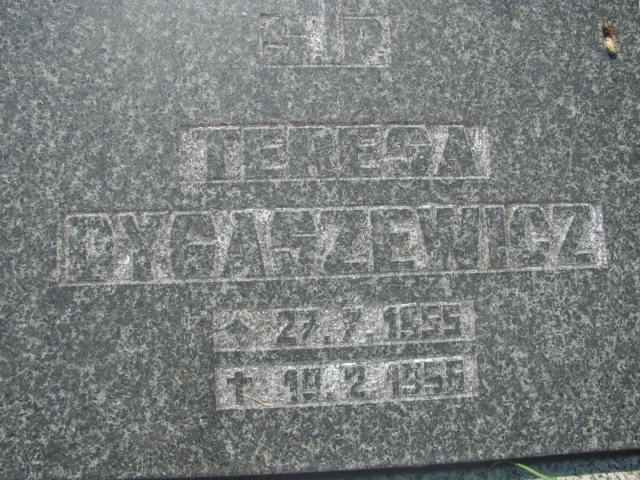 Ś.P.
TERESA
DYGASZEWICZ
27.7.1955
✝ 19.2.1956